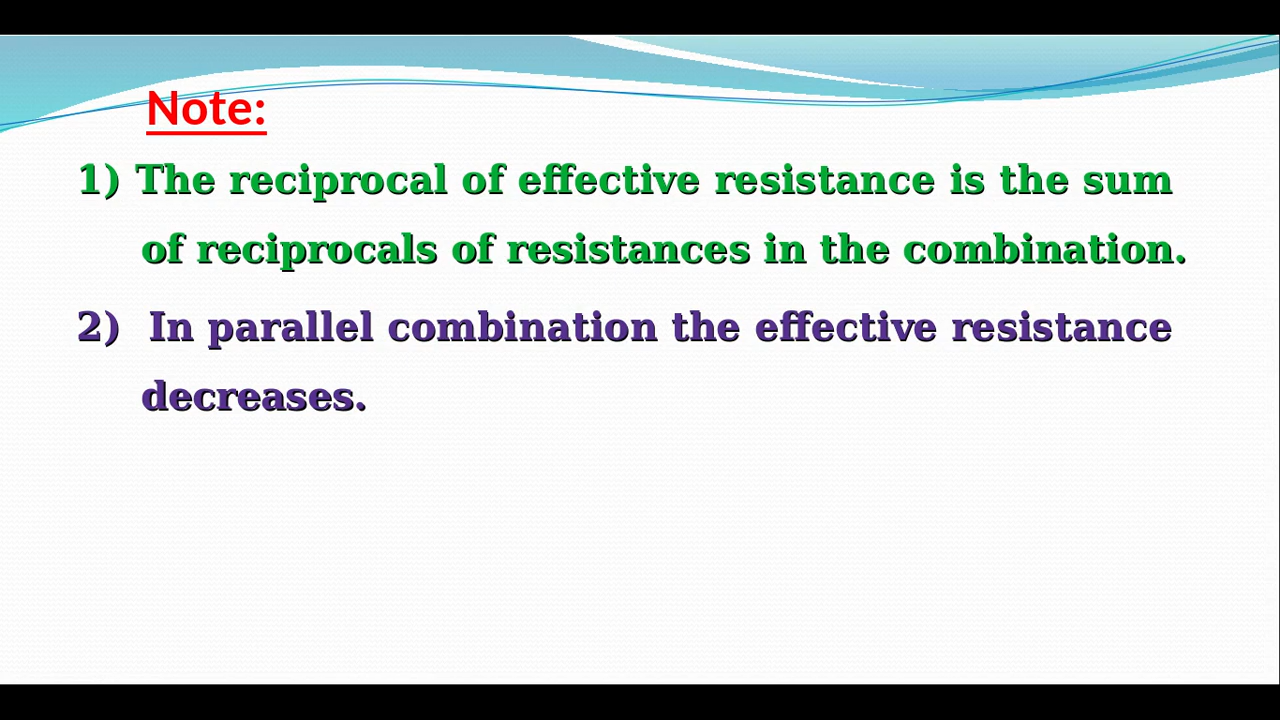 Note:
1) The reciprocal of effective resistance is the sum
of reciprocals of resistances in the combination.
2) In parallel combination the effective resistance
decreases.